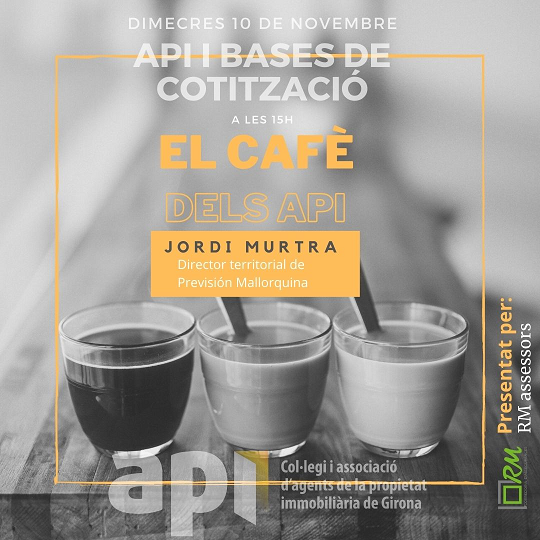 DIMECRES 10 DE NOVEMBRE
API I BASES DE
COTITZACIÓ
A LES 15H
EL CAFÈ
DELS API
JORDI MURTRA
Director territorial de
Previsión Mallorquina
Presentat per:
RM assessors
RM
api
Col·legi i associació
d'agents de la propietat
immobiliària de Girona